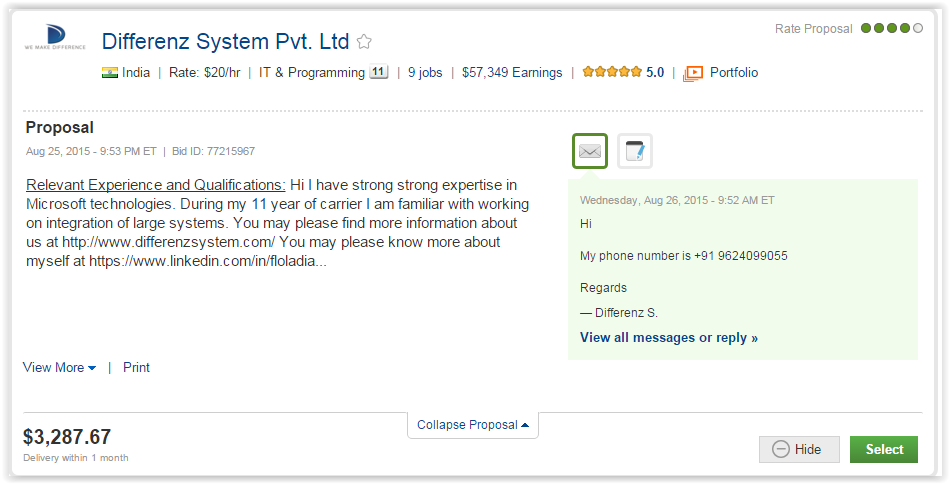 WE MAKE DIFFERENCE
Differenz System Pvt. Ltd
Rate Proposal
India | Rate: $20/hr | IT & Programming 11 | 9 jobs | $57,349 Earnings | 5.0 | Portfolio
Proposal
Aug 25, 2015 - 9:53 PM ET | Bid ID: 77215967
Relevant Experience and Qualifications: Hi I have strong strong expertise in
Microsoft technologies. During my 11 year of carrier I am familiar with working
on integration of large systems. You may please find more information about
us at http://www.differenzsystem.com/ You may please know more about
myself at https://www.linkedin.com/in/floladia...
Wednesday, Aug 26, 2015 - 9:52 AM ET
Hi
My phone number is +91 9624099055
Regards
— Differenz S.
View all messages or reply »
View More | Print
Collapse Proposal
$3,287.67
Delivery within 1 month
Hide
Select